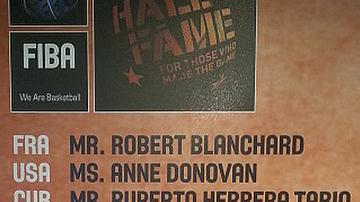 HALL
OF
FAME
FOR THOSE WHO
MADE THE GAME
FIBA
We Are Basketball
FRA MR. ROBERT BLANCHARD
USA MS. ANNE DONOVAN
CUB MR. RUPERTO HERRERA TABIO